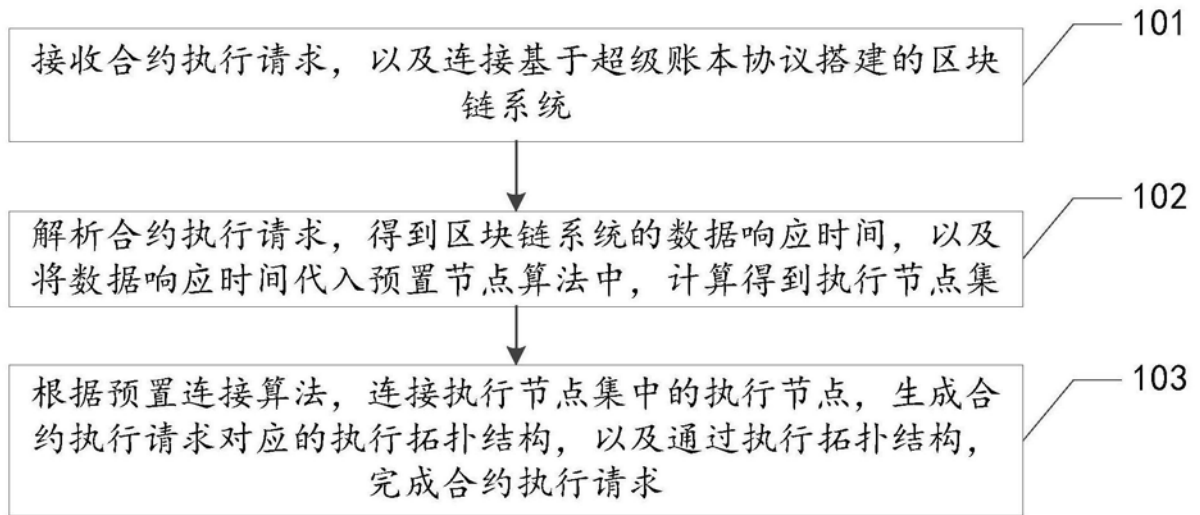 接收合约执行请求，以及连接基于超级账本协议搭建的区块
链系统
101
解析合约执行请求，得到区块链系统的数据响应时间，以及
将数据响应时间代入预置节点算法中，计算得到执行节点集
102
根据预置连接算法，连接执行节点集中的执行节点，生成合
约执行请求对应的执行拓扑结构，以及通过执行拓扑结构，
完成合约执行请求
103